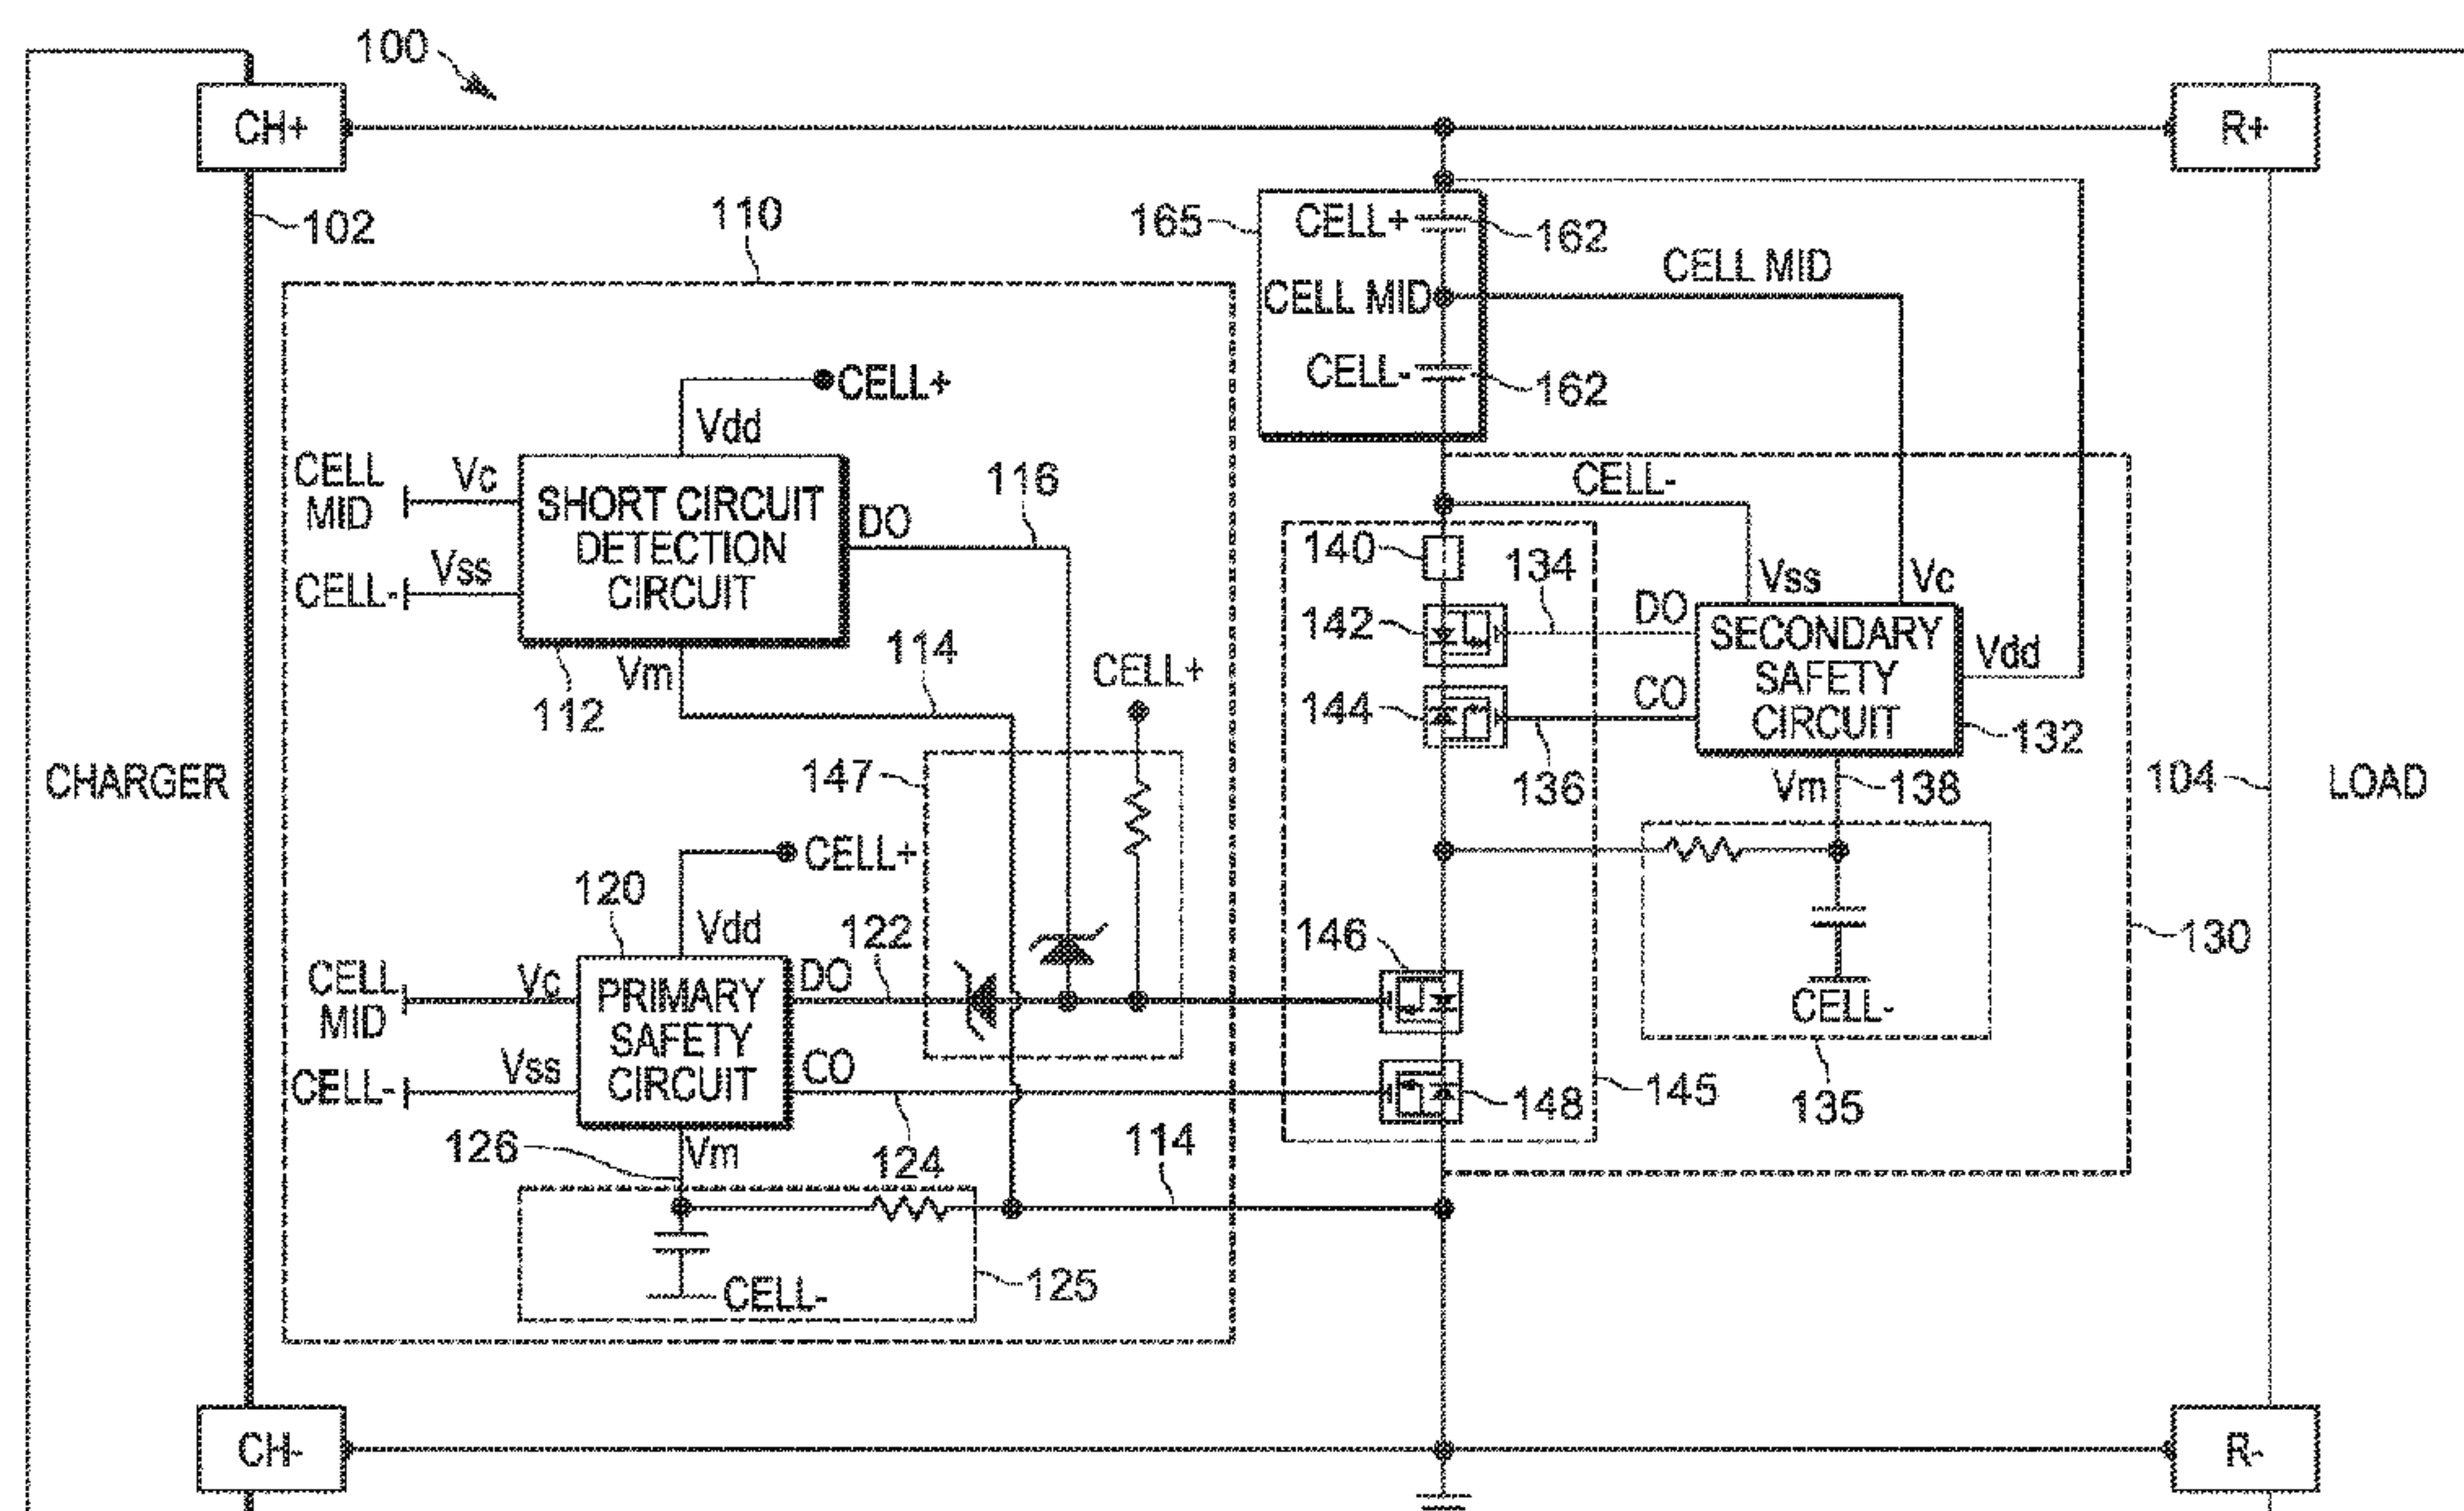 100
CH+
R+
102
110
165
CELL+
162
CELL MID
CELL MID
CELL-
162
CELL+
Vdd
CELL MID
Vc
SHORT CIRCUIT
DETECTION
CIRCUIT
DO
116
CELL-
Vss
Vm
112
114
CELL+
CELL-
140
134
Vss
Vc
142
DO
SECONDARY
SAFETY
CIRCUIT
Vdd
144
CO
132
136
Vm
138
CHARGER
147
104
LOAD
CELL+
120
Vdd
122
146
130
CELL
MID
Vc
PRIMARY
SAFETY
CIRCUIT
DO
CELL-
CELL-
Vss
CO
148
145
135
126
Vm
124
114
CELL-
125
CH-
R-